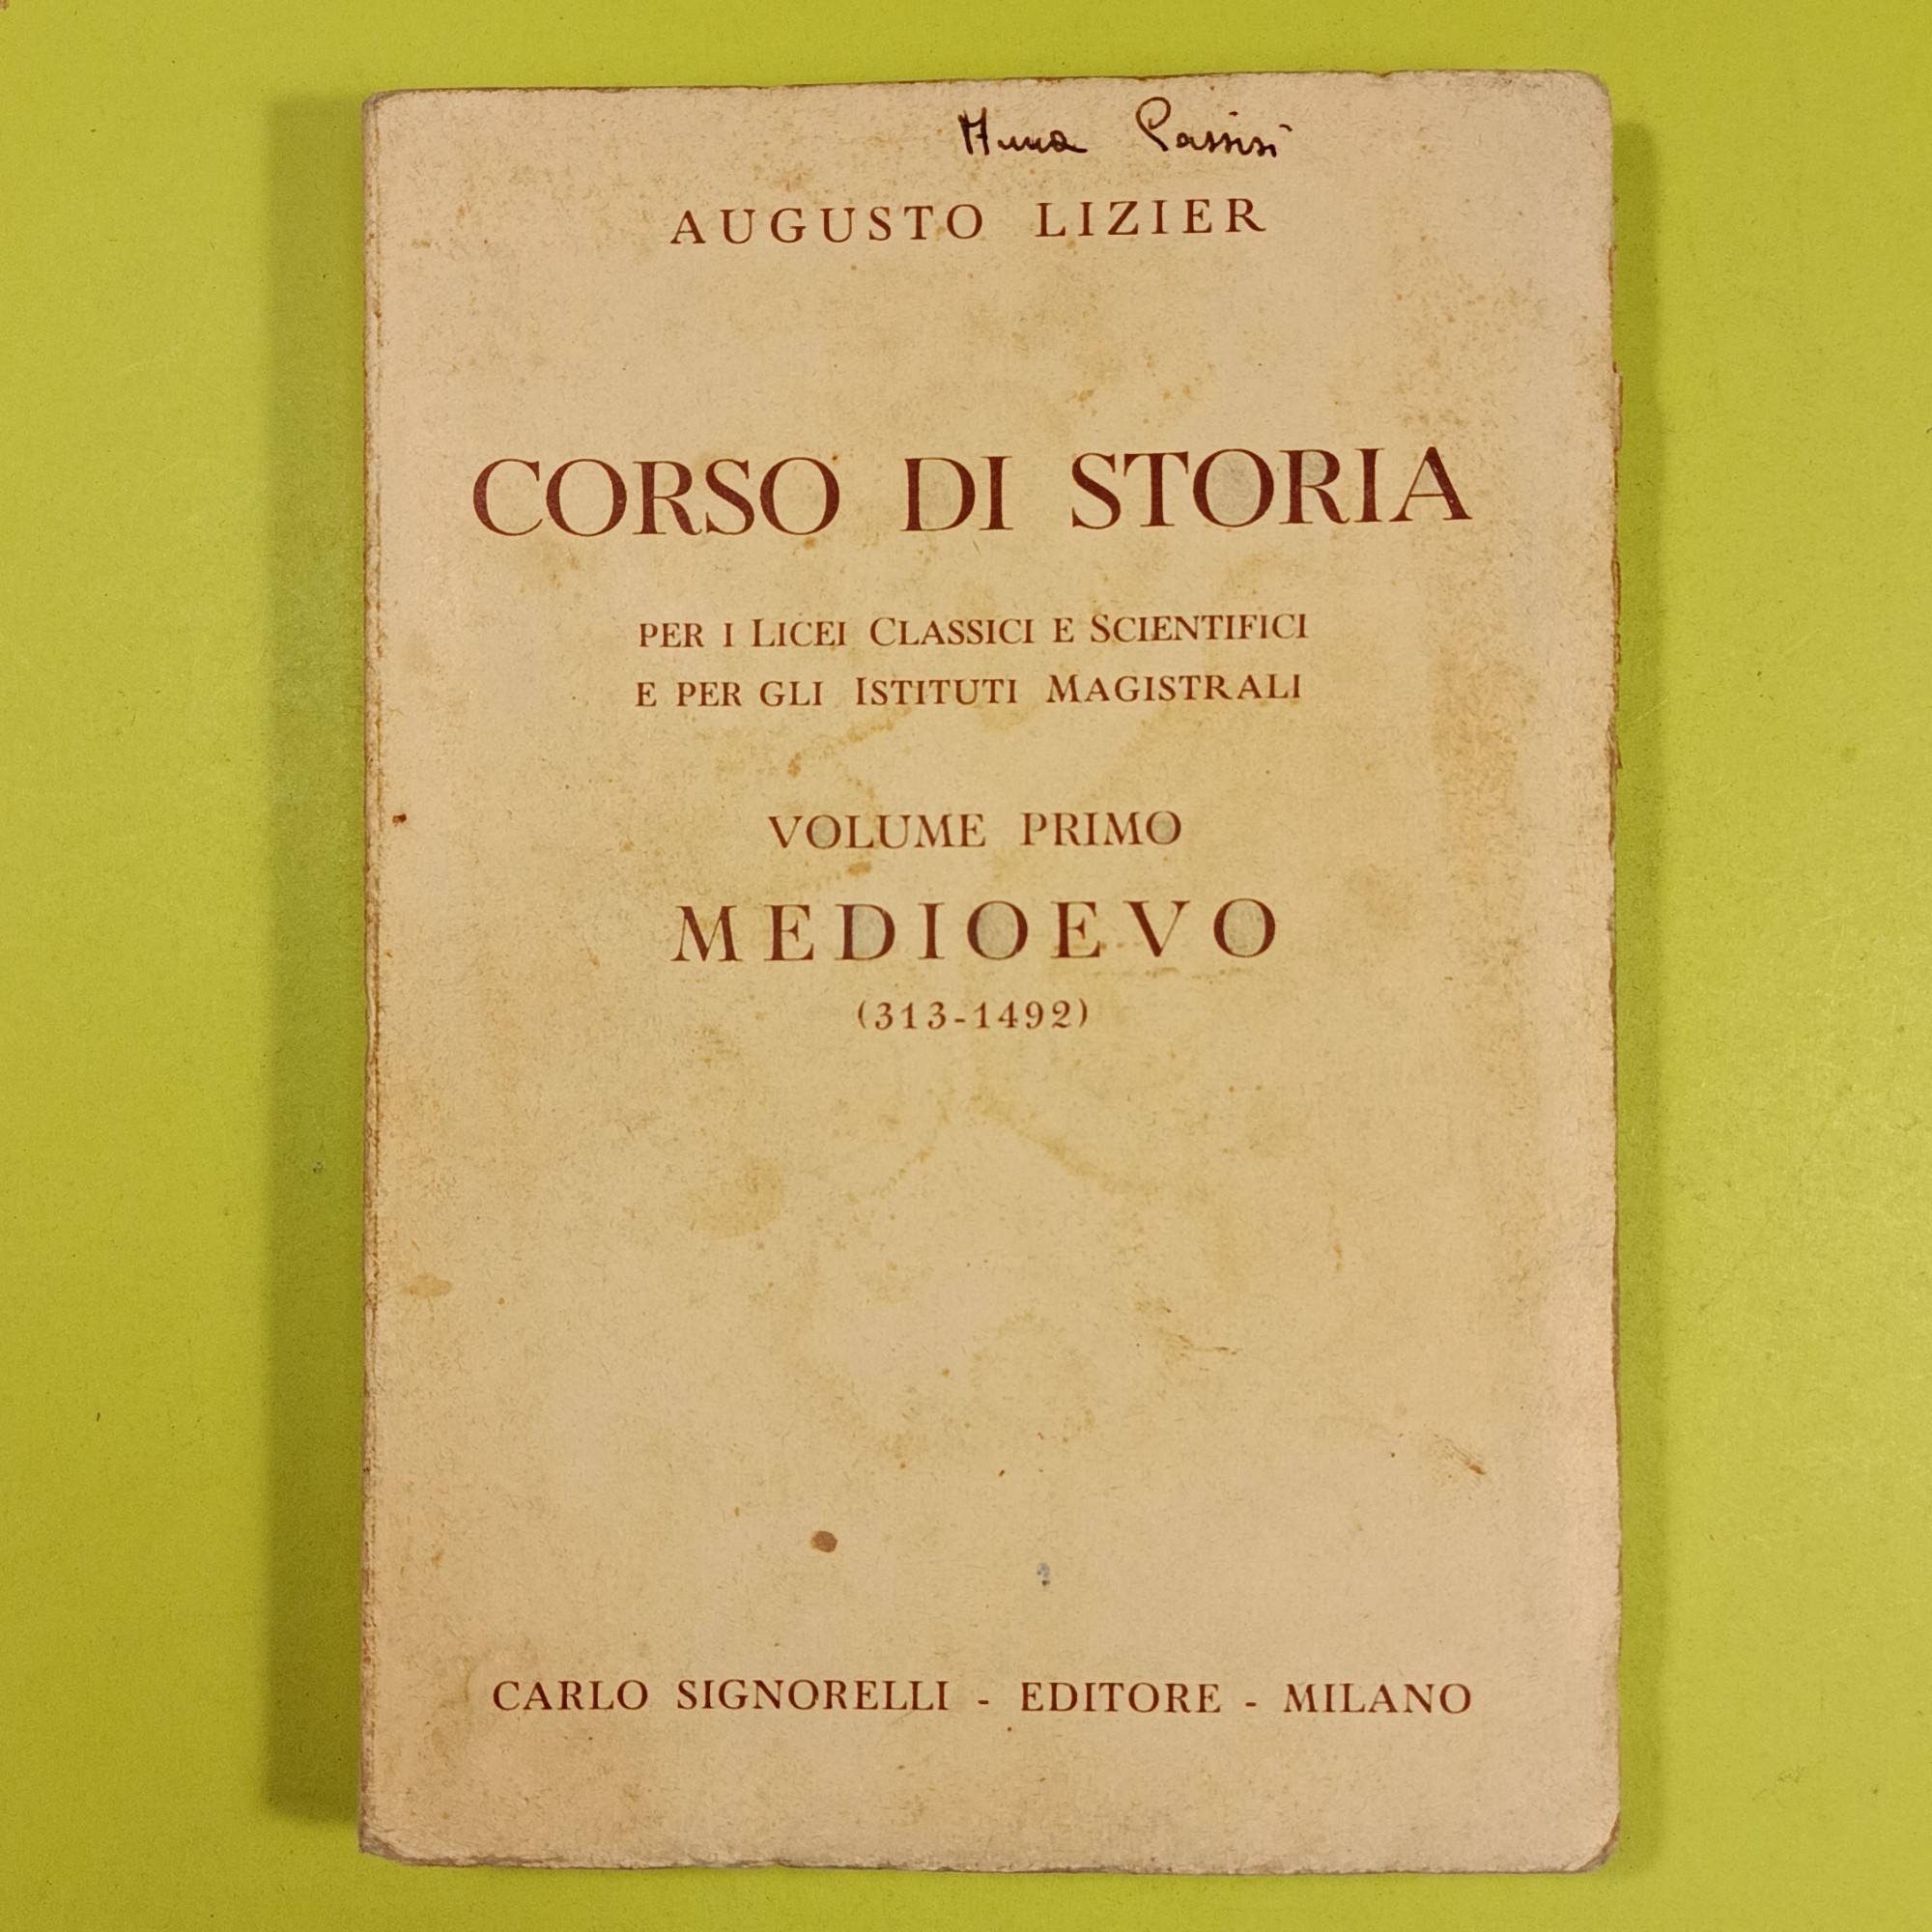 Anna Passisi
AUGUSTO LIZIER
CORSO DI STORIA
PER I LICEI CLASSICI E SCIENTIFICI
E PER GLI ISTITUTI MAGISTRALI
VOLUME PRIMO
MEDIOEVO
(313-1492)
CARLO SIGNORELLI - EDITORE - MILANO